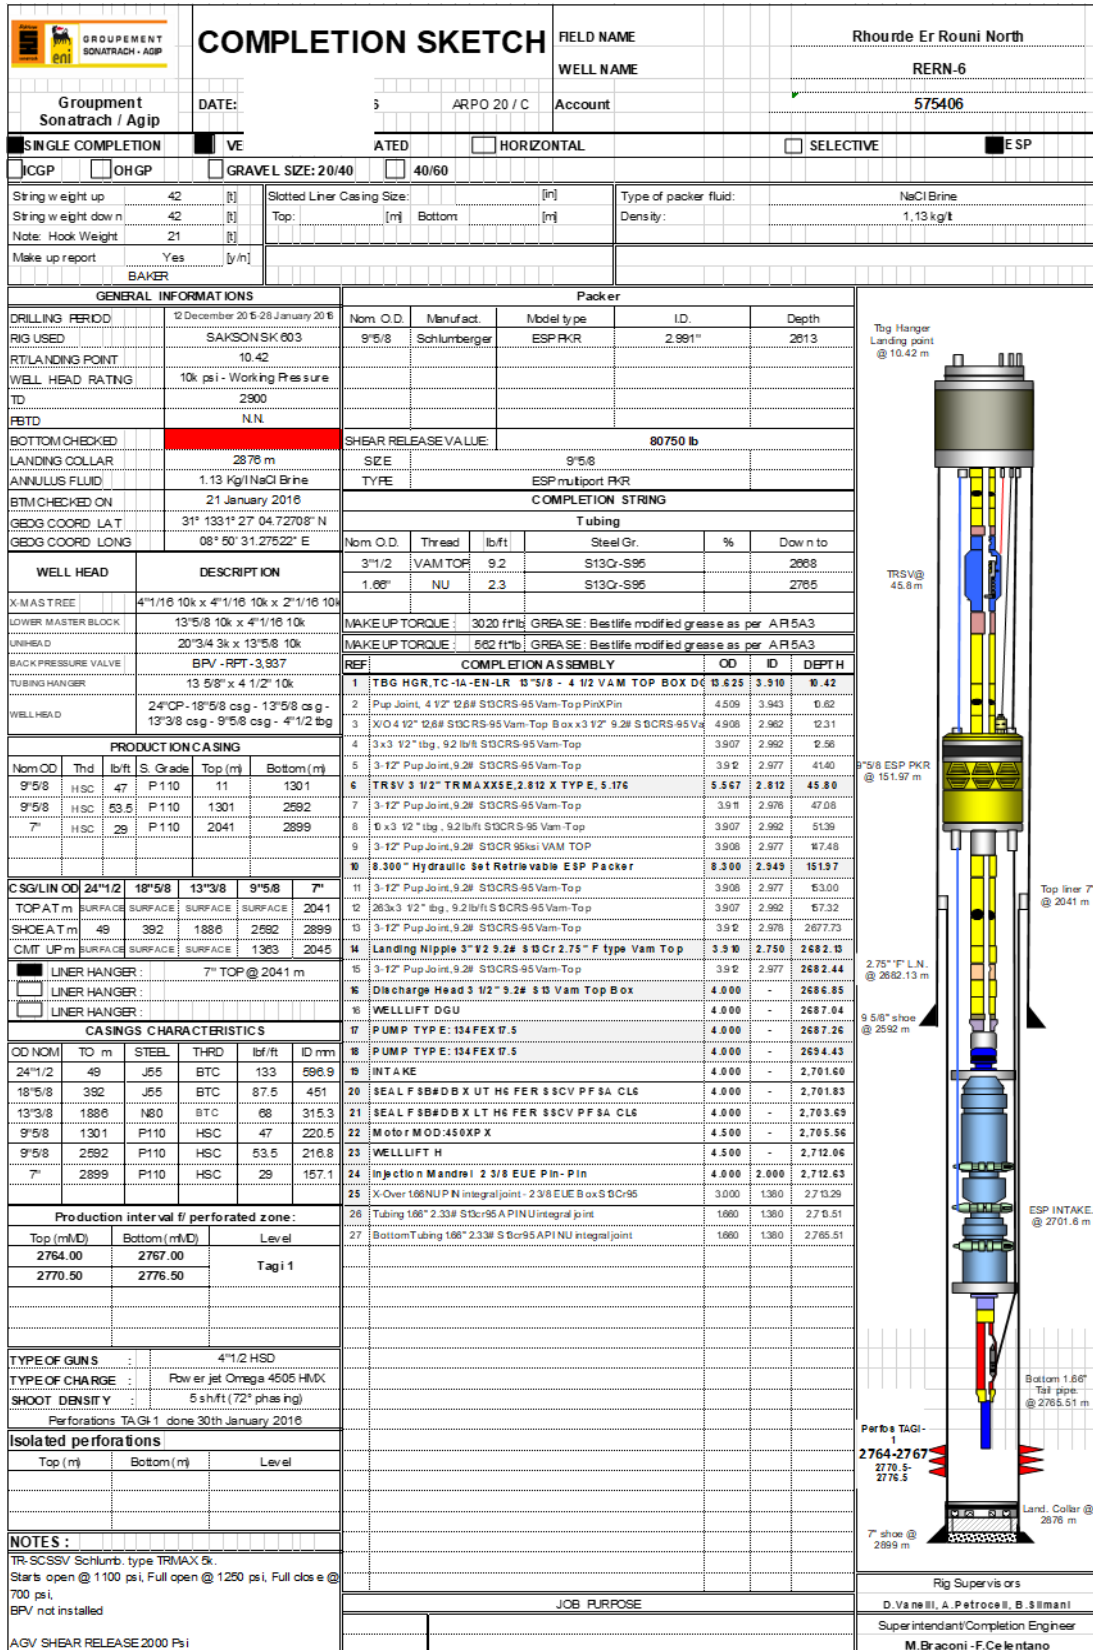 GROUPEMENT
SONATRACH - AGIP
eni
COMPLETION SKETCH
FIELD NAME Rhourde Er Rouni North
WELL NAME RERN-6
Groupment
Sonatrach / Agip
DATE: 6 ARPO 20 / C Account 575406
SINGLE COMPLETION VE ATED HORIZONTAL SELECTIVE ESP
ICGP OHGP GRAVEL SIZE: 20/40 40/60
String weight up 42 [t] Slotted Liner Casing Size: [in] Type of packer fluid: NaCl Brine
String weight down 42 [t] Top: [m] Bottom: [m] Density: 1,13 kg/lt
Note: Hook Weight 21 [t]
Make up report Yes [y/n]
BAKER
GENERAL INFORMATIONS
DRILLING PERIOD 12 December 2015-28 January 2016
RIG USED SAKSON SK 603
RT/LANDING POINT 10.42
WELL HEAD RATING 10k psi - Working Pressure
TD 2900
PBTD N.N.
BOTTOM CHECKED
LANDING COLLAR 2876 m
ANNULUS FLUID 1.13 Kg/l NaCl Brine
BTM CHECKED ON 21 January 2016
GEOG COORD LAT 31° 1331° 27' 04.72708" N
GEOG COORD LONG 08° 50' 31.27522" E
WELL HEAD DESCRIPTION
X-MAS TREE 4"1/16 10k x 4"1/16 10k x 2"1/16 10k
LOWER MASTER BLOCK 13"5/8 10k x 4"1/16 10k
UNIHEAD 20"3/4 3k x 13"5/8 10k
BACK PRESSURE VALVE BPV - RPT - 3,937
TUBING HANGER 13 5/8" x 4 1/2" 10k
WELLHEAD 24"CP - 18"5/8 csg - 13"5/8 csg -
13"3/8 csg - 9"5/8 csg - 4"1/2 tbg
PRODUCTION CASING
Nom OD Thd lb/ft S. Grade Top (m) Bottom (m)
9"5/8 HSC 47 P110 11 1301
9"5/8 HSC 53.5 P110 1301 2592
7" HSC 29 P110 2041 2899
CSG/LIN OD 24"1/2 18"5/8 13"3/8 9"5/8 7"
TOP AT m SURFACE SURFACE SURFACE SURFACE 2041
SHOE AT m 49 392 1886 2592 2899
CMT UP m SURFACE SURFACE SURFACE 1363 2045
LINER HANGER : 7" TOP @ 2041 m
LINER HANGER :
LINER HANGER :
CASINGS CHARACTERISTICS
OD NOM TO m STEEL THRD lbf/ft ID mm
24"1/2 49 J55 BTC 133 596.9
18"5/8 392 J55 BTC 87.5 451
13"3/8 1886 N80 BTC 68 315.3
9"5/8 1301 P110 HSC 47 220.5
9"5/8 2592 P110 HSC 53.5 216.8
7" 2899 P110 HSC 29 157.1
Production interval f/ perforated zone:
Top (mMD) Bottom (mMD) Level
2764.00 2767.00
2770.50 2776.50
Tagi 1
TYPE OF GUNS : 4"1/2 HSD
TYPE OF CHARGE : Power jet Omega 4505 HMX
SHOOT DENSITY : 5 sh/ft (72° phasing)
Perforations TAGI-1 done 30th January 2016
Isolated perforations
Top (m) Bottom (m) Level
NOTES :
TR-SCSSV Schlumb. type TRMAX 5k.
Starts open @ 1100 psi, Full open @ 1250 psi, Full close @
700 psi,
BPV not installed
AGV SHEAR RELEASE 2000 Psi
Packer
Nom. O.D. Manufact. Model type I.D. Depth
9"5/8 Schlumberger ESP PKR 2.991" 2613
SHEAR RELEASE VALUE: 80750 lb
SIZE 9"5/8
TYPE ESP multiport PKR
COMPLETION STRING
Tubing
Nom. O.D. Thread lb/ft Steel Gr. % Down to
3"1/2 VAM TOP 9.2 S13Cr-S95 2668
1.66" NU 2.3 S13Cr-S95 2765
MAKE UP TORQUE : 3020 ft*lb GREASE: Bestlife modified grease as per API 5A3
MAKE UP TORQUE : 562 ft*lb GREASE: Bestlife modified grease as per API 5A3
REF COMPLETION ASSEMBLY OD ID DEPTH
1 TBG HGR,TC-1A-EN-LR 13"5/8 - 4 1/2 VAM TOP BOX DO 13.625 3.910 10.42
2 Pup Joint, 4 1/2" 12,6# S13CRS-95 Vam-Top PinXPin 4.509 3.943 10.62
3 X/O 4 1/2" 12,6# S13CRS-95 Vam-Top Box x 3 1/2" 9.2# S13CRS-95 Va 4.906 2.962 12.31
4 3 x 3 1/2" tbg , 9.2 lb/ft S13CRS-95 Vam-Top 3.907 2.992 12.56
5 3-1/2" Pup Joint,9.2# S13CRS-95 Vam-Top 3.912 2.977 41.40
6 TRSV 3 1/2" TRMAXX5E,2.812 X TYPE, 5.176 5.567 2.812 45.80
7 3-1/2" Pup Joint,9.2# S13CRS-95 Vam-Top 3.911 2.978 47.08
8 10 x 3 1/2" tbg , 9.2 lb/ft S13CRS-95 Vam-Top 3.907 2.992 51.39
9 3-1/2" Pup Joint,9.2# S13CR 95ksi VAM TOP 3.908 2.977 147.48
10 8.300" Hydraulic Set Retrievable ESP Packer 8.300 2.949 151.97
11 3-1/2" Pup Joint,9.2# S13CRS-95 Vam-Top 3.908 2.977 153.00
12 263x3 1/2" tbg, 9.2 lb/ft S13CRS-95 Vam-Top 3.907 2.992 157.32
13 3-1/2" Pup Joint,9.2# S13CRS-95 Vam-Top 3.912 2.978 2677.73
14 Landing Nipple 3"1/2 9.2# S13Cr 2.75" F type Vam Top 3.910 2.750 2682.13
15 3-1/2" Pup Joint,9.2# S13CRS-95 Vam-Top 3.912 2.977 2682.44
16 Discharge Head 3 1/2" 9.2# S13 Vam Top Box 4.000 - 2686.85
16 WELLLIFT DGU 4.000 - 2687.04
17 PUMP TYPE: 134 FEX 17.5 4.000 - 2687.26
18 PUMP TYPE: 134 FEX 17.5 4.000 - 2694.43
19 INTAKE 4.000 - 2,701.60
20 SEAL FSB#DB X UT H6 FER SSCV PFSA CL6 4.000 - 2,701.83
21 SEAL FSB#DB X LT H6 FER SSCV PFSA CL6 4.000 - 2,703.69
22 Motor MOD:450XP X 4.500 - 2,705.56
23 WELLLIFT H 4.500 - 2,712.06
24 Injection Mandrel 2 3/8 EUE Pin- Pin 4.000 2.000 2,712.63
25 X-Over 1.66 NU PIN integral joint - 2 3/8 EUE Box S13Cr95 3.000 1.380 2,713.29
26 Tubing 1.66" 2.33# S13cr95 API NU integral joint 1.660 1.380 2,713.51
27 Bottom Tubing 1.66" 2.33# S13cr95 API NU integral joint 1.660 1.380 2,765.51
JOB PURPOSE
Tbg Hanger
Landing point
@ 10.42 m
TRSV@
45.8 m
9"5/8 ESP PKR
@ 151.97 m
Top liner 7"
@ 2041 m
2.75" 'F' L.N.
@ 2682.13 m
9 5/8" shoe
@ 2592 m
ESP INTAKE.
@ 2701.6 m
Bottom 1.66"
Tail pipe.
@ 2765.51 m
Perfos TAGI-
1
2764-2767
2770.5-
2776.5
Land. Collar @
2876 m
7" shoe @
2899 m
Rig Supervisors
D.Vanelli, A.Petrocelli, B.Slimani
Superintendant/Completion Engineer
M.Braconi - F.Celentano